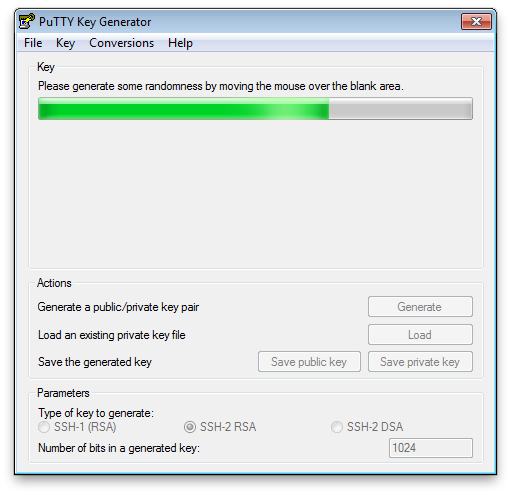 PuTTY Key Generator
File Key Conversions Help
Key
Please generate some randomness by moving the mouse over the blank area.
Actions
Generate a public/private key pair
Generate
Load an existing private key file
Load
Save the generated key
Save public key
Save private key
Parameters
Type of key to generate:
SSH-1 (RSA)
SSH-2 RSA
SSH-2 DSA
Number of bits in a generated key:
1024